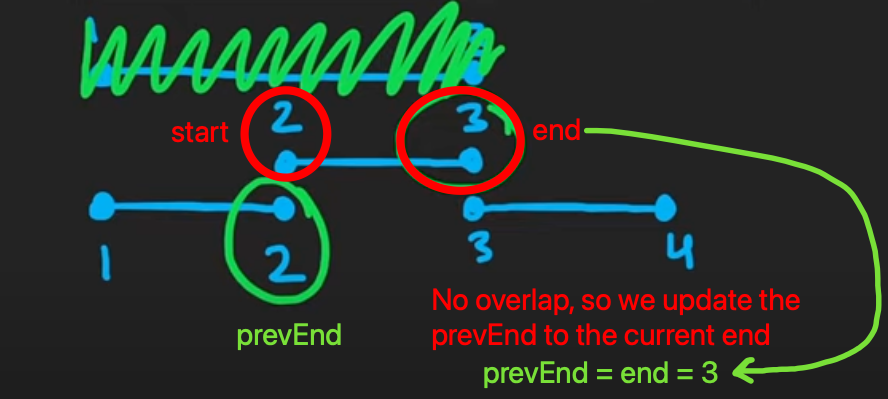 start 2 3 end
1 2 3 4
prevEnd
No overlap, so we update the
prevEnd to the current end
prevEnd = end = 3